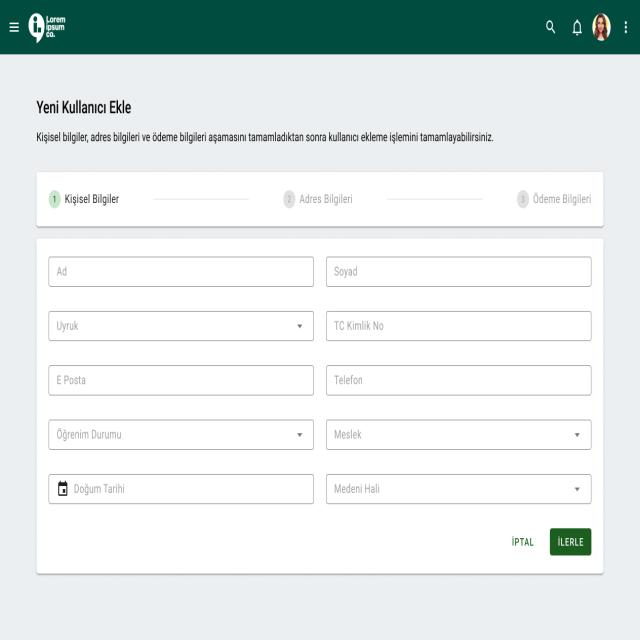 Lorem
ipsum
co.
Yeni Kullanıcı Ekle
Kişisel bilgiler, adres bilgileri ve ödeme bilgileri aşamasını tamamladıktan sonra kullanıcı ekleme işlemini tamamlayabilirsiniz.
1 Kişisel Bilgiler
2 Adres Bilgileri
3 Ödeme Bilgileri
Ad
Soyad
Uyruk
TC Kimlik No
E Posta
Telefon
Öğrenim Durumu
Meslek
Doğum Tarihi
Medeni Hali
İPTAL
İLERLE